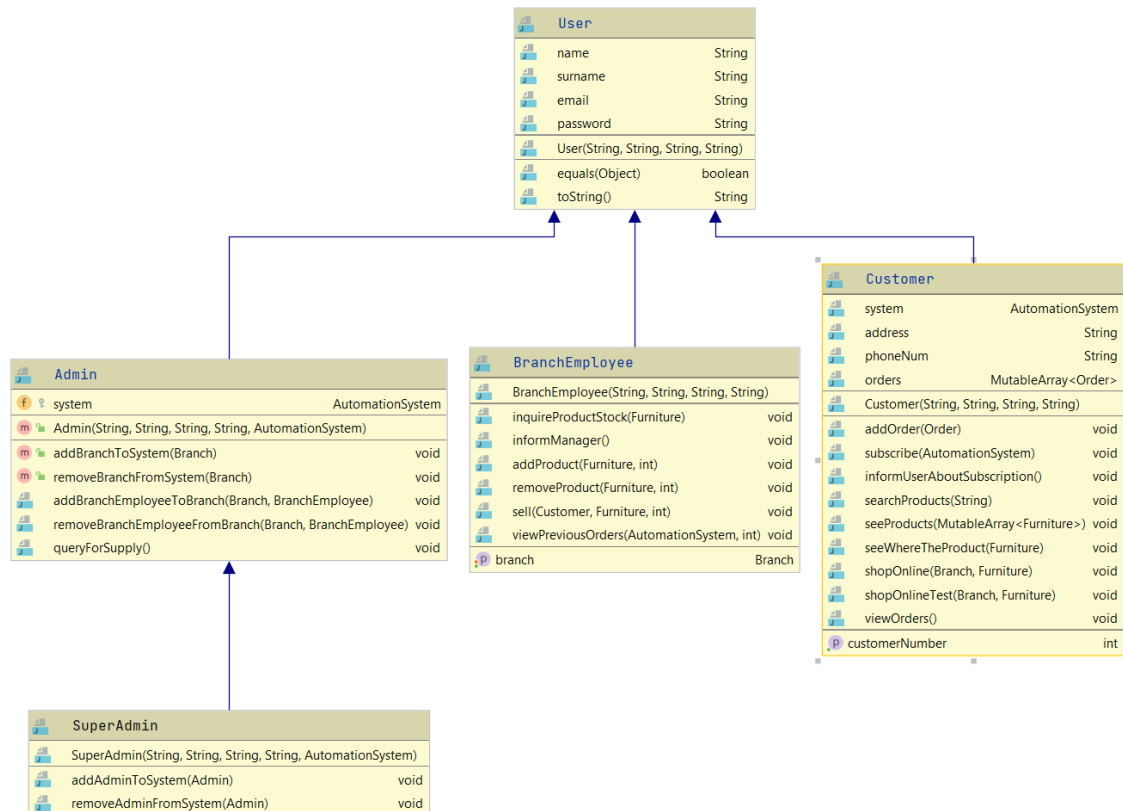 User
name String
surname String
email String
password String
User(String, String, String, String)
equals(Object) boolean
toString() String
Customer
system AutomationSystem
address String
phoneNum String
orders MutableArray<Order>
Customer(String, String, String, String)
addOrder(Order) void
subscribe(AutomationSystem) void
informUserAboutSubscription() void
searchProducts(String) void
seeProducts(MutableArray<Furniture>) void
seeWhereTheProduct(Furniture) void
shopOnline(Branch, Furniture) void
shopOnlineTest(Branch, Furniture) void
viewOrders() void
p customerNumber int
BranchEmployee
BranchEmployee(String, String, String, String)
inquireProductStock(Furniture) void
informManager() void
addProduct(Furniture, int) void
removeProduct(Furniture, int) void
sell(Customer, Furniture, int) void
viewPreviousOrders(AutomationSystem, int) void
p branch Branch
Admin
f system AutomationSystem
m Admin(String, String, String, String, AutomationSystem)
m addBranchToSystem(Branch) void
m removeBranchFromSystem(Branch) void
addBranchEmployeeToBranch(Branch, BranchEmployee) void
removeBranchEmployeeFromBranch(Branch, BranchEmployee) void
queryForSupply() void
SuperAdmin
SuperAdmin(String, String, String, String, AutomationSystem)
addAdminToSystem(Admin) void
removeAdminFromSystem(Admin) void